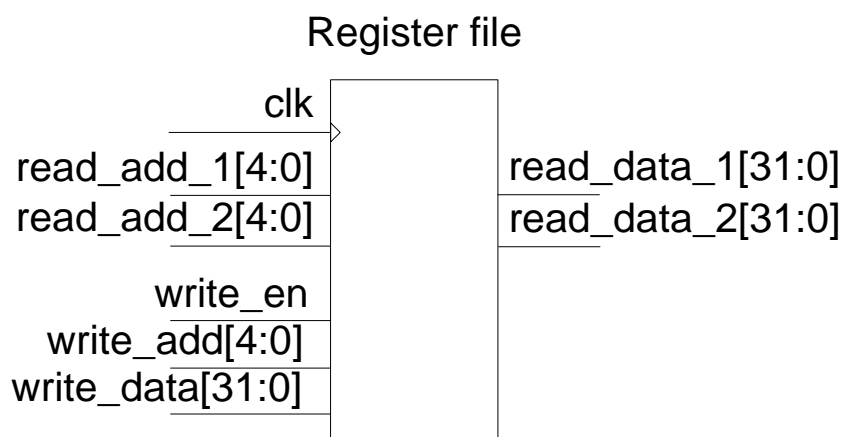 Register file
clk
read_add_1[4:0]
read_add_2[4:0]
write_en
write_add[4:0]
write_data[31:0]
read_data_1[31:0]
read_data_2[31:0]